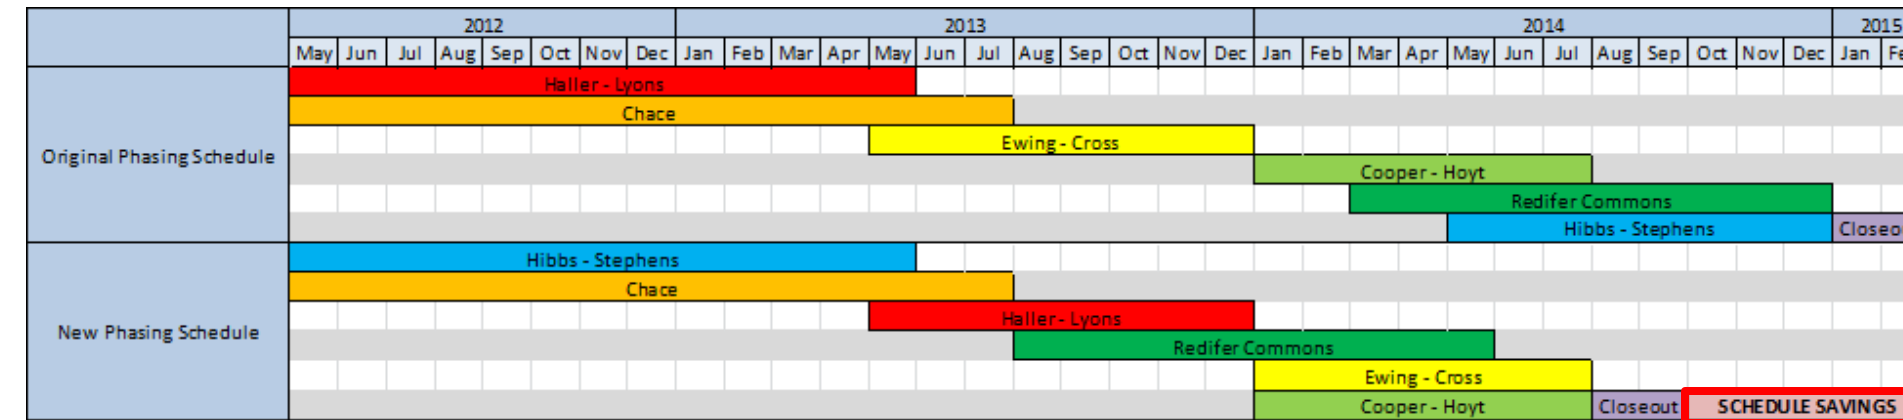 2012 2013 2014 2015
May Jun Jul Aug Sep Oct Nov Dec Jan Feb Mar Apr May Jun Jul Aug Sep Oct Nov Dec Jan Feb Mar Apr May Jun Jul Aug Sep Oct Nov Dec Jan Fe
Original Phasing Schedule
Haller - Lyons
Chace
Ewing - Cross
Cooper - Hoyt
Redifer Commons
Hibbs - Stephens Closeo
New Phasing Schedule
Hibbs - Stephens
Chace
Haller - Lyons
Redifer Commons
Ewing - Cross
Cooper - Hoyt Closeout SCHEDULE SAVINGS